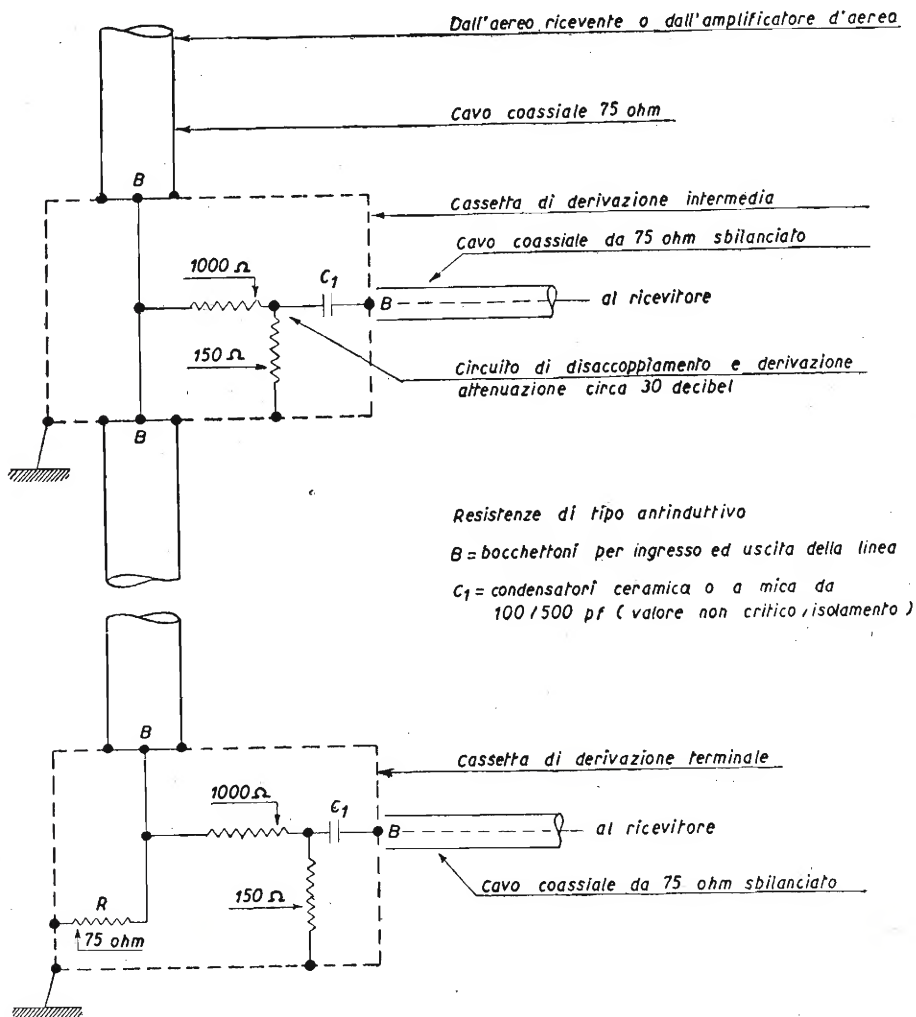 Dall'aereo ricevente o dall'amplificatore d'aerea
Cavo coassiale 75 ohm
B
Cassetta di derivazione intermedia
Cavo coassiale da 75 ohm sbilanciato
1000 Ω
C1
B
al ricevitore
150 Ω
Circuito di disaccoppiamento e derivazione
attenuazione circa 30 decibel
B
Resistenze di tipo antinduttivo
B = bocchettoni per ingresso ed uscita della linea
C1 = condensatori ceramica o a mica da
100/500 pf ( valore non critico, isolamento )
B
Cassetta di derivazione terminale
1000 Ω
C1
B
al ricevitore
150 Ω
Cavo coassiale da 75 ohm sbilanciato
R
75 ohm